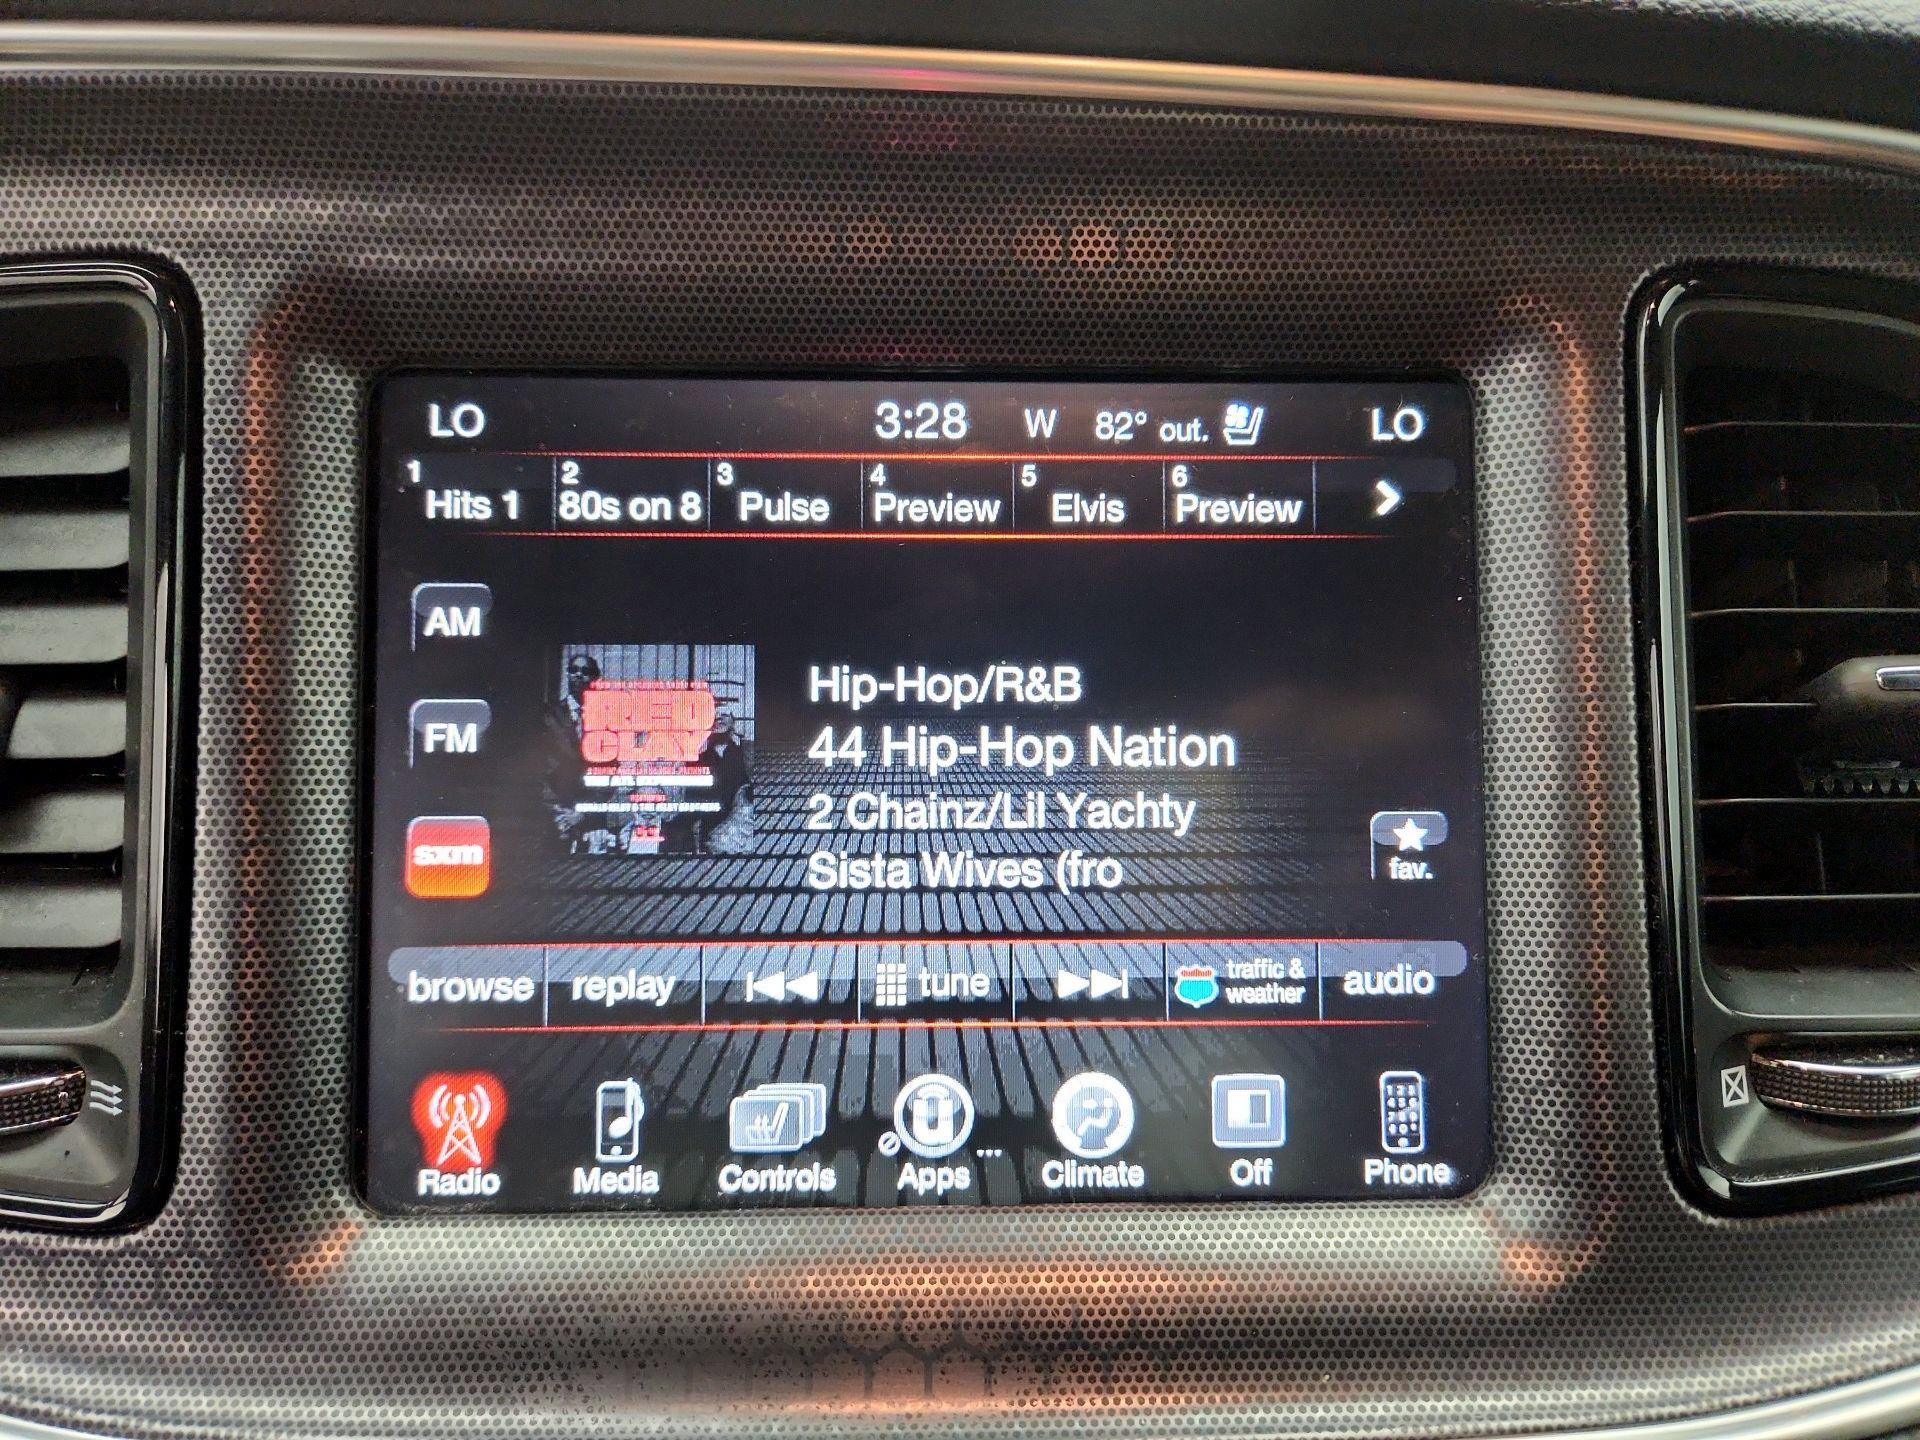 LO 3:28 W 82° out. LO
1 Hits 1 2 80s on 8 3 Pulse 4 Preview 5 Elvis 6 Preview
AM
FM
sxm
RED
CLAY
Hip-Hop/R&B
44 Hip-Hop Nation
2 Chainz/Lil Yachty
Sista Wives (fro
fav.
browse replay tune traffic & weather audio
Radio Media Controls Apps ... Climate Off Phone